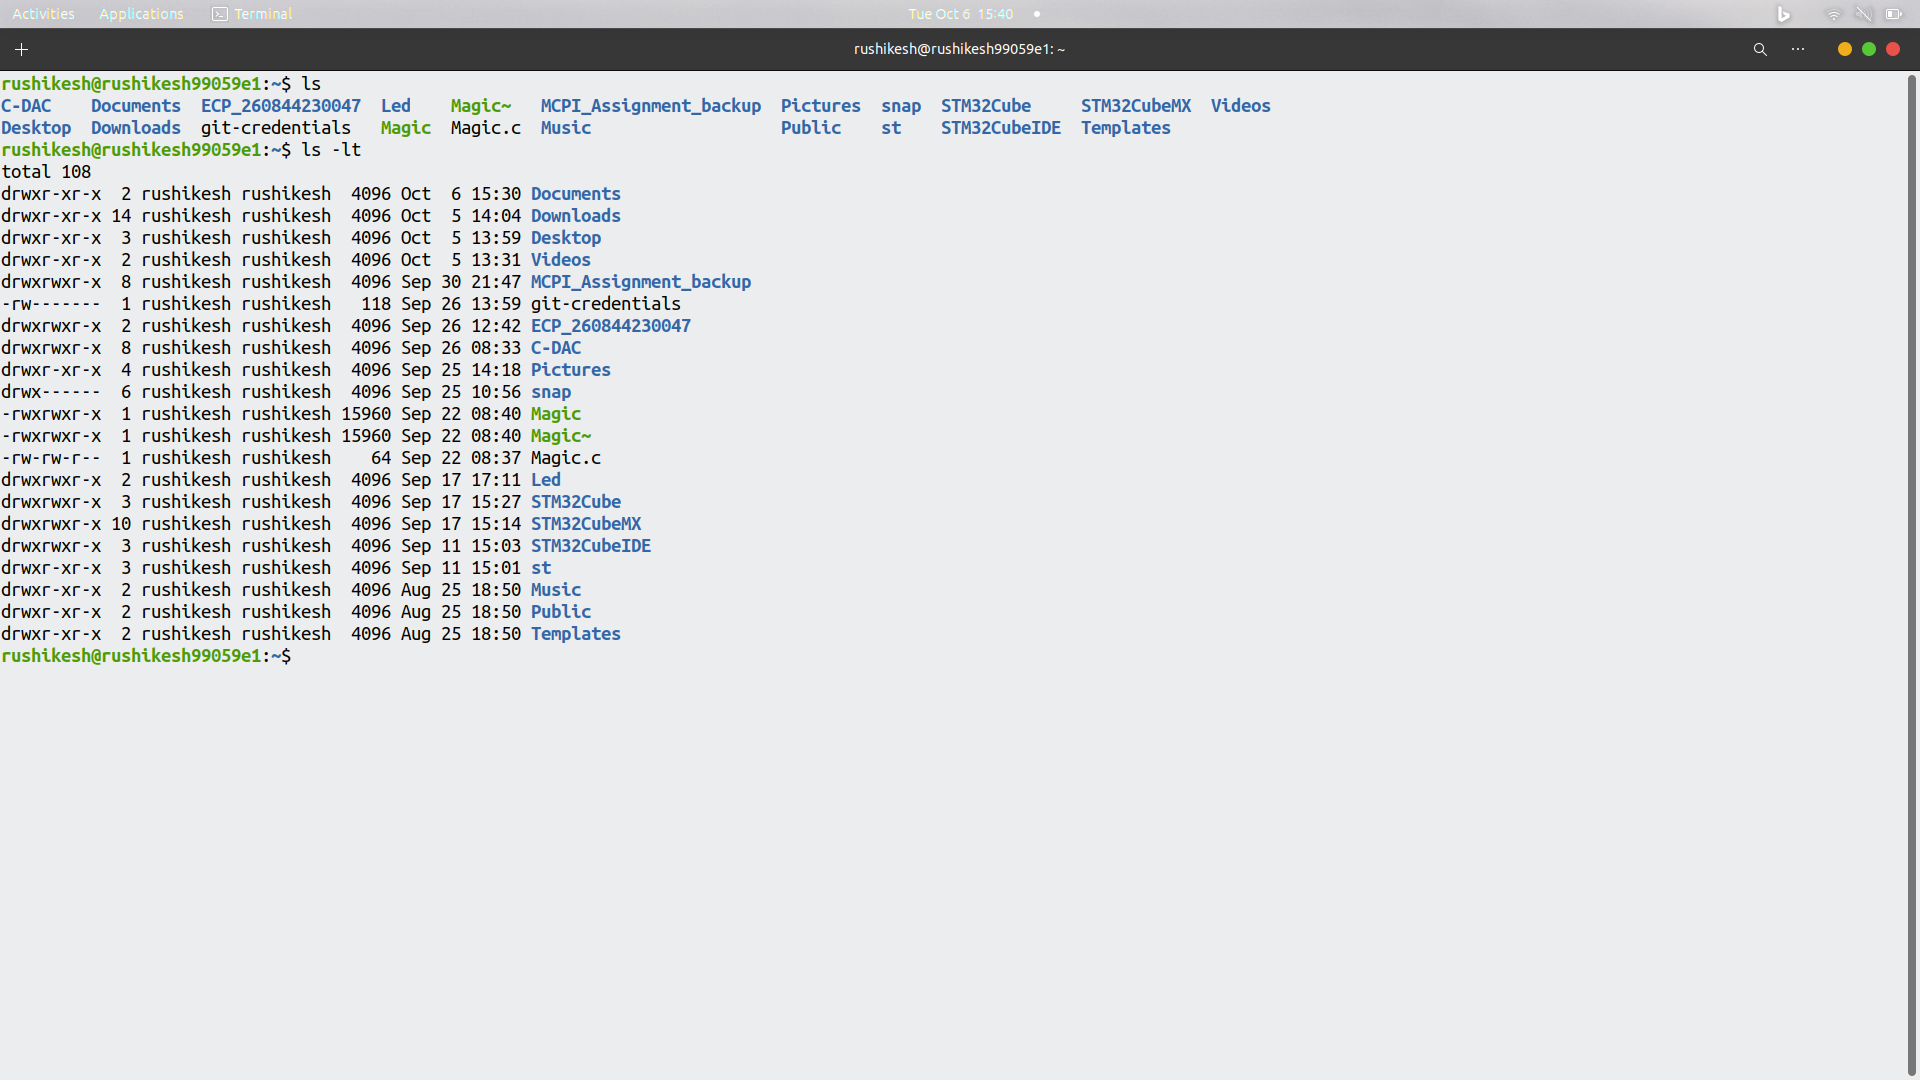 Activities Applications Terminal Tue Oct 6 15:40
rushikesh@rushikesh99059e1: ~
rushikesh@rushikesh99059e1:~$ ls
C-DAC    Documents  ECP_260844230047  Led    Magic~   MCPI_Assignment_backup  Pictures  snap  STM32Cube     STM32CubeMX  Videos
Desktop  Downloads  git-credentials   Magic  Magic.c  Music                   Public    st    STM32CubeIDE  Templates
rushikesh@rushikesh99059e1:~$ ls -lt
total 108
drwxr-xr-x  2 rushikesh rushikesh  4096 Oct  6 15:30 Documents
drwxr-xr-x 14 rushikesh rushikesh  4096 Oct  5 14:04 Downloads
drwxr-xr-x  3 rushikesh rushikesh  4096 Oct  5 13:59 Desktop
drwxr-xr-x  2 rushikesh rushikesh  4096 Oct  5 13:31 Videos
drwxrwxr-x  8 rushikesh rushikesh  4096 Sep 30 21:47 MCPI_Assignment_backup
-rw-------  1 rushikesh rushikesh   118 Sep 26 13:59 git-credentials
drwxrwxr-x  2 rushikesh rushikesh  4096 Sep 26 12:42 ECP_260844230047
drwxrwxr-x  8 rushikesh rushikesh  4096 Sep 26 08:33 C-DAC
drwxr-xr-x  4 rushikesh rushikesh  4096 Sep 25 14:18 Pictures
drwx------  6 rushikesh rushikesh  4096 Sep 25 10:56 snap
-rwxrwxr-x  1 rushikesh rushikesh 15960 Sep 22 08:40 Magic
-rwxrwxr-x  1 rushikesh rushikesh 15960 Sep 22 08:40 Magic~
-rw-rw-r--  1 rushikesh rushikesh    64 Sep 22 08:37 Magic.c
drwxrwxr-x  2 rushikesh rushikesh  4096 Sep 17 17:11 Led
drwxrwxr-x  3 rushikesh rushikesh  4096 Sep 17 15:27 STM32Cube
drwxrwxr-x 10 rushikesh rushikesh  4096 Sep 17 15:14 STM32CubeMX
drwxrwxr-x  3 rushikesh rushikesh  4096 Sep 11 15:03 STM32CubeIDE
drwxr-xr-x  3 rushikesh rushikesh  4096 Sep 11 15:01 st
drwxr-xr-x  2 rushikesh rushikesh  4096 Aug 25 18:50 Music
drwxr-xr-x  2 rushikesh rushikesh  4096 Aug 25 18:50 Public
drwxr-xr-x  2 rushikesh rushikesh  4096 Aug 25 18:50 Templates
rushikesh@rushikesh99059e1:~$